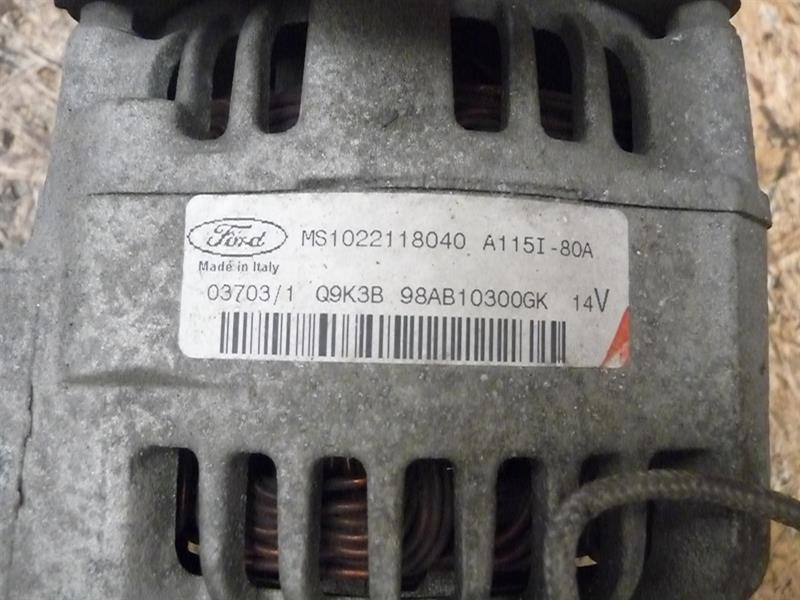 Ford MS1022118040 A115I-80A
Made in Italy
03703/1 Q9K3B 98AB10300GK 14V